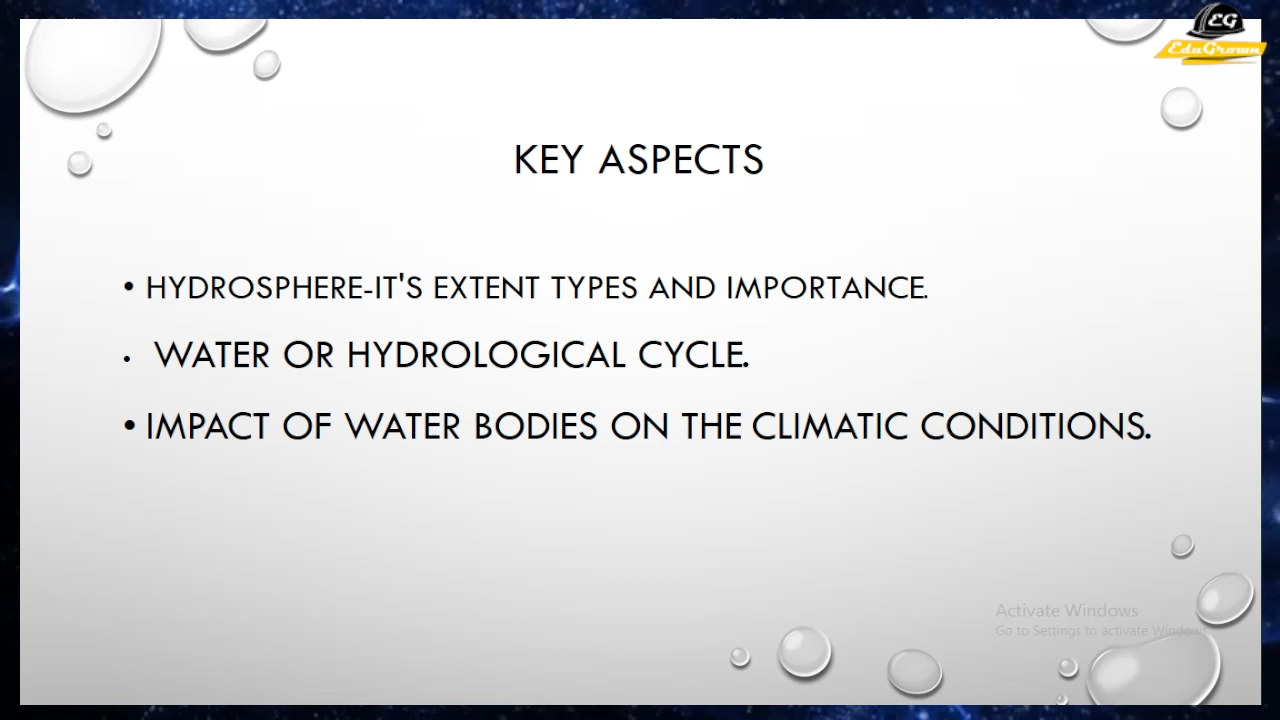 EG
EduGrown
KEY ASPECTS
• HYDROSPHERE-IT'S EXTENT TYPES AND IMPORTANCE.
• WATER OR HYDROLOGICAL CYCLE.
• IMPACT OF WATER BODIES ON THE CLIMATIC CONDITIONS.
Activate Windows
Go to Settings to activate Windows